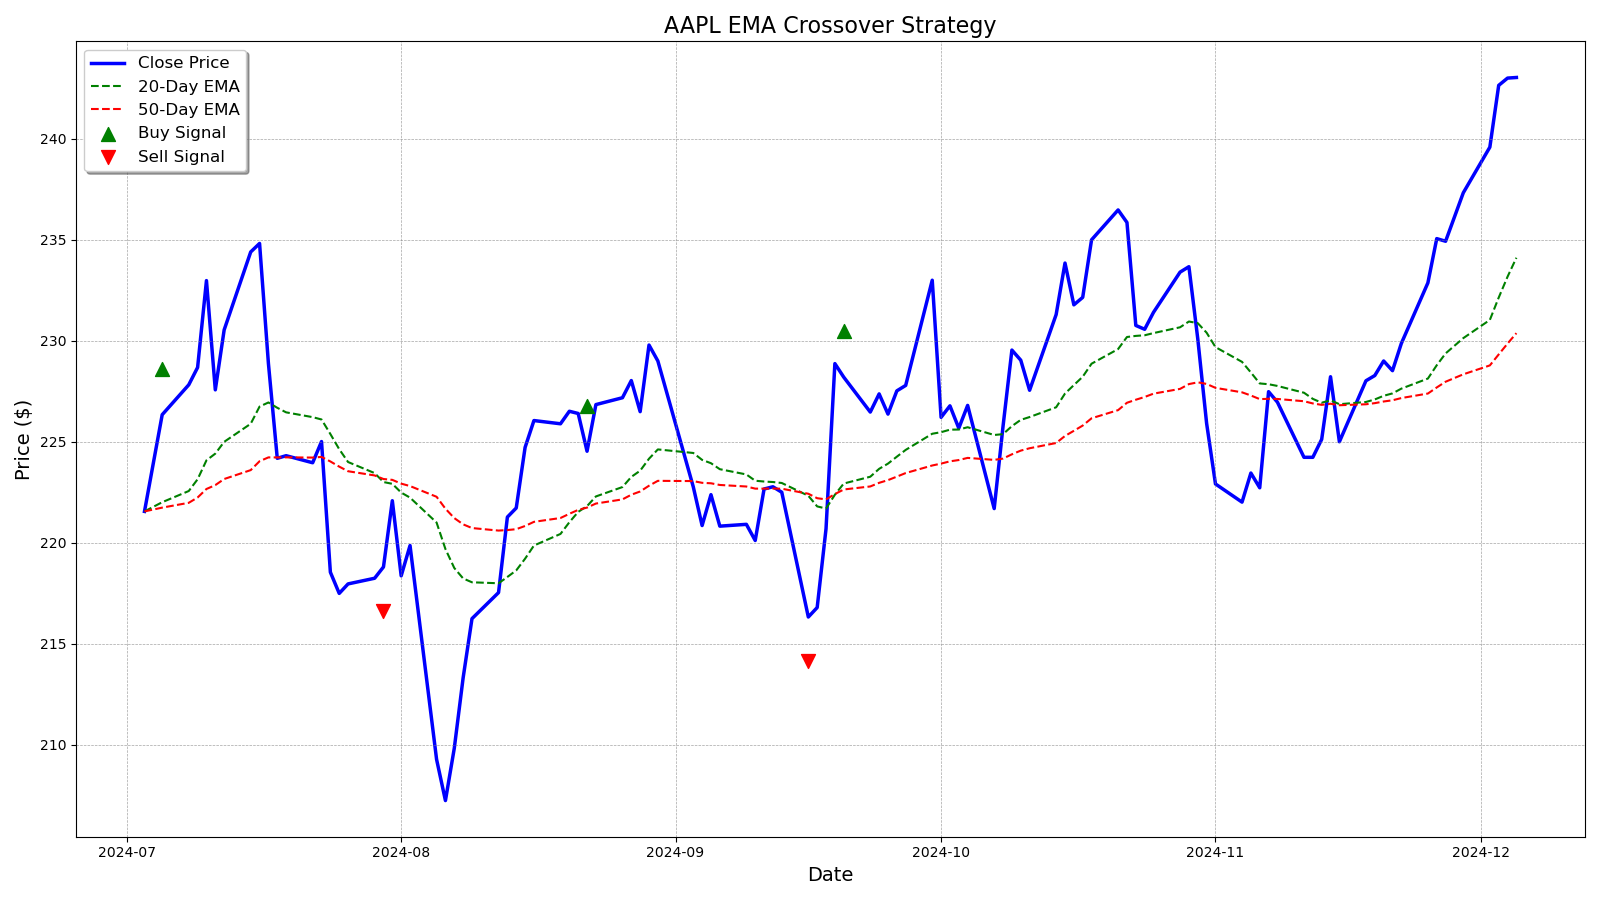 AAPL EMA Crossover Strategy
Close Price
20-Day EMA
50-Day EMA
Buy Signal
Sell Signal
Price ($)
240
235
230
225
220
215
210
2024-07
2024-08
2024-09
2024-10
2024-11
2024-12
Date